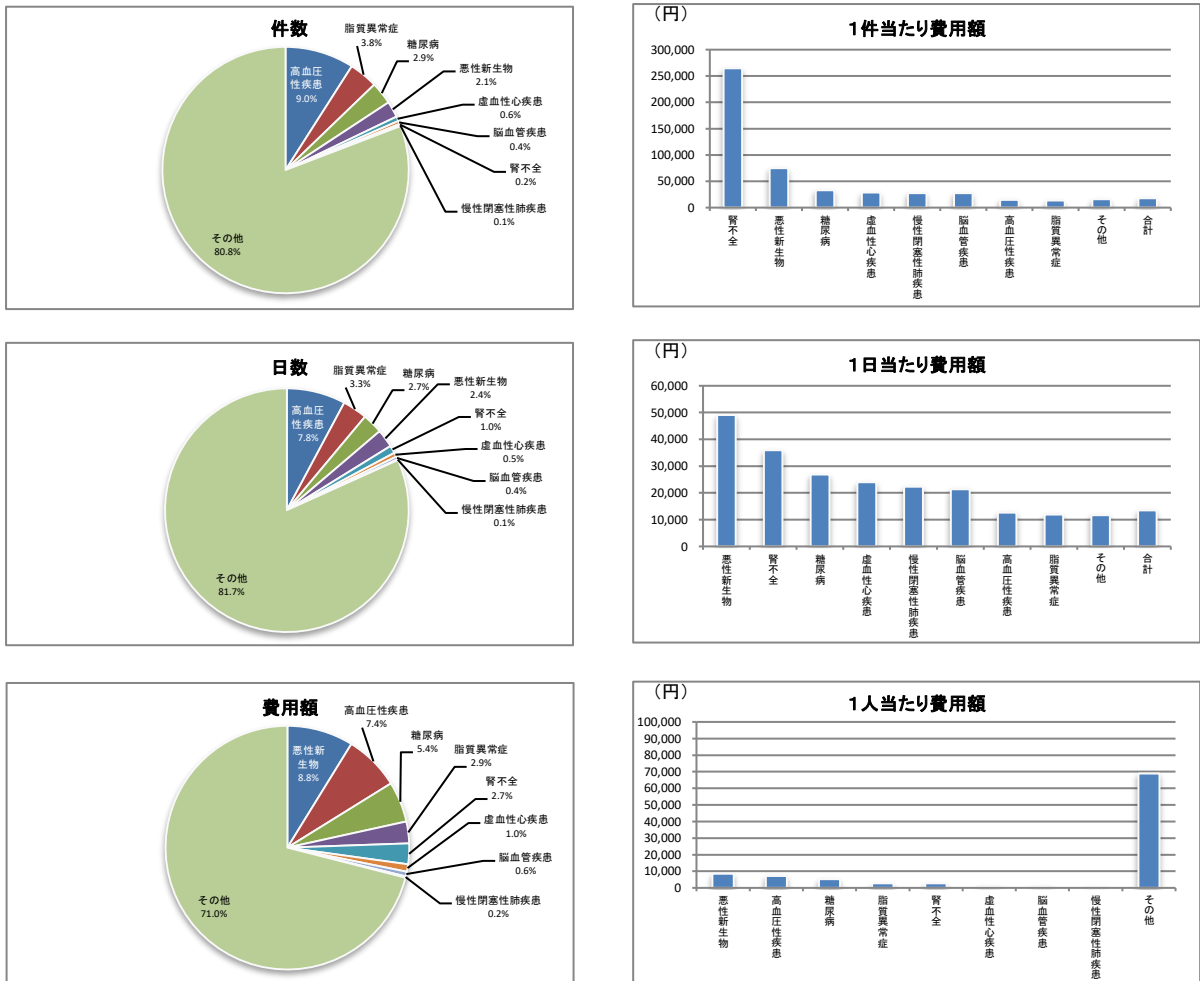 件数
高血圧
性疾患
9.0%
脂質異常症
3.8%
糖尿病
2.9%
悪性新生物
2.1%
虚血性心疾患
0.6%
脳血管疾患
0.4%
腎不全
0.2%
慢性閉塞性肺疾患
0.1%
その他
80.8%
（円）
1件当たり費用額
300,000
250,000
200,000
150,000
100,000
50,000
0
腎不全
悪性新生物
糖尿病
虚血性心疾患
慢性閉塞性肺疾患
脳血管疾患
高血圧性疾患
脂質異常症
その他
合計
日数
高血圧
性疾患
7.8%
脂質異常症
3.3%
糖尿病
2.7%
悪性新生物
2.4%
腎不全
1.0%
虚血性心疾患
0.5%
脳血管疾患
0.4%
慢性閉塞性肺疾患
0.1%
その他
81.7%
（円）
1日当たり費用額
60,000
50,000
40,000
30,000
20,000
10,000
0
悪性新生物
腎不全
糖尿病
虚血性心疾患
慢性閉塞性肺疾患
脳血管疾患
高血圧性疾患
脂質異常症
その他
合計
費用額
悪性新
生物
8.8%
高血圧性疾患
7.4%
糖尿病
5.4%
脂質異常症
2.9%
腎不全
2.7%
虚血性心疾患
1.0%
脳血管疾患
0.6%
慢性閉塞性肺疾患
0.2%
その他
71.0%
（円）
1人当たり費用額
100,000
90,000
80,000
70,000
60,000
50,000
40,000
30,000
20,000
10,000
0
悪性新生物
高血圧性疾患
糖尿病
脂質異常症
腎不全
虚血性心疾患
脳血管疾患
慢性閉塞性肺疾患
その他